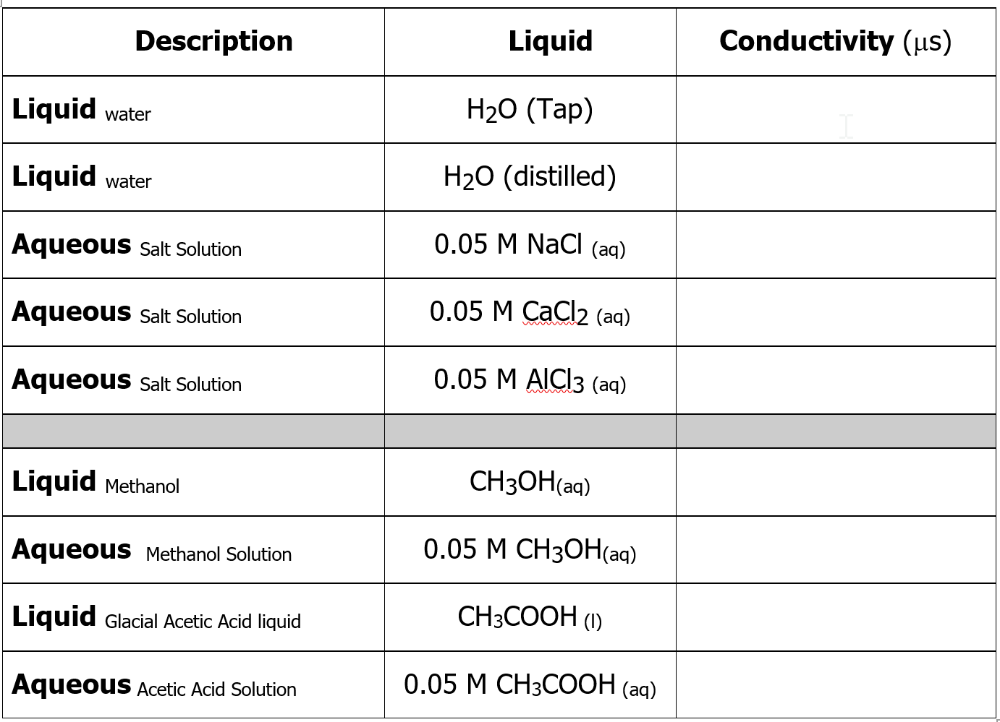 Description Liquid Conductivity (μs)
Liquid water H2O (Tap)
Liquid water H2O (distilled)
Aqueous Salt Solution 0.05 M NaCl (aq)
Aqueous Salt Solution 0.05 M CaCl2 (aq)
Aqueous Salt Solution 0.05 M AlCl3 (aq)
Liquid Methanol CH3OH(aq)
Aqueous Methanol Solution 0.05 M CH3OH(aq)
Liquid Glacial Acetic Acid liquid CH3COOH (l)
Aqueous Acetic Acid Solution 0.05 M CH3COOH (aq)